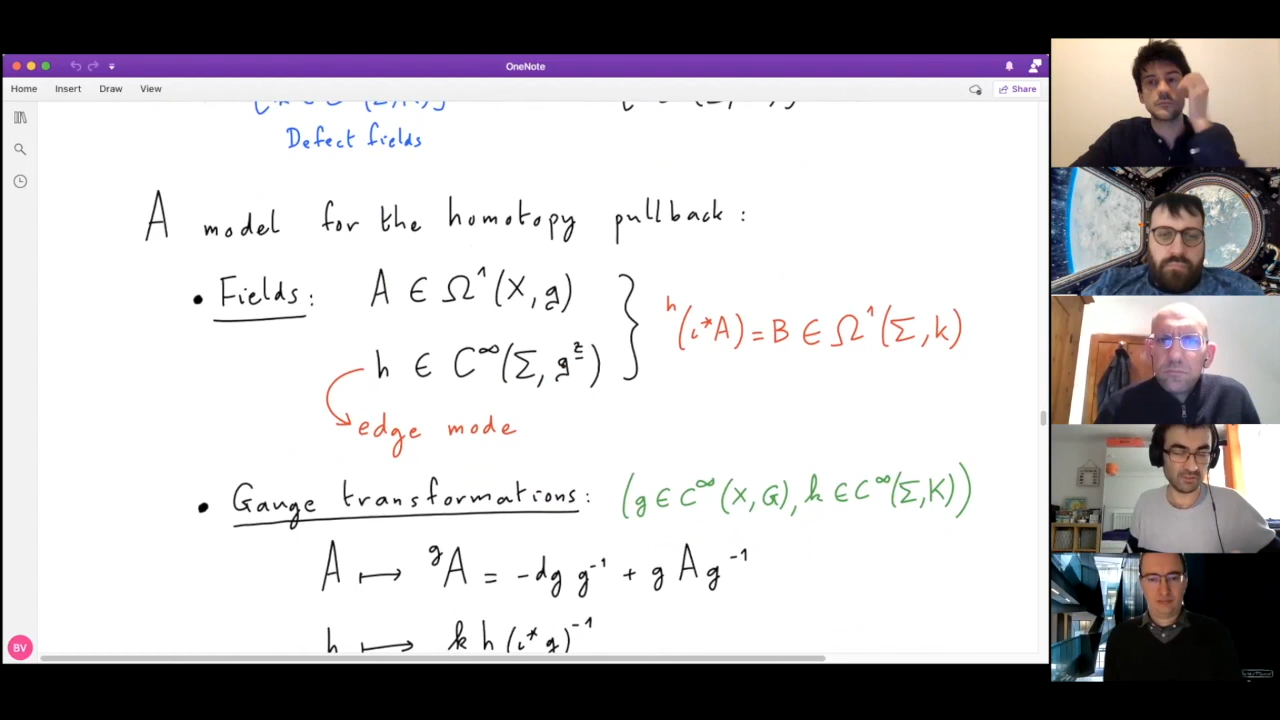 OneNote
Home Insert Draw View
Share
Defect fields
A model for the homotopy pullback:
• Fields: A ∈ Ω¹(X, g)
ʰ(ι*A) = B ∈ Ω¹(Σ, k)
h ∈ C^∞(Σ, g^z)
edge mode
• Gauge transformations: (g ∈ C^∞(X, G), k ∈ C^∞(Σ, K))
A ⟼ ᵍA = -dg g⁻¹ + g A g⁻¹
h ⟼ k h (ι*g)⁻¹
BV